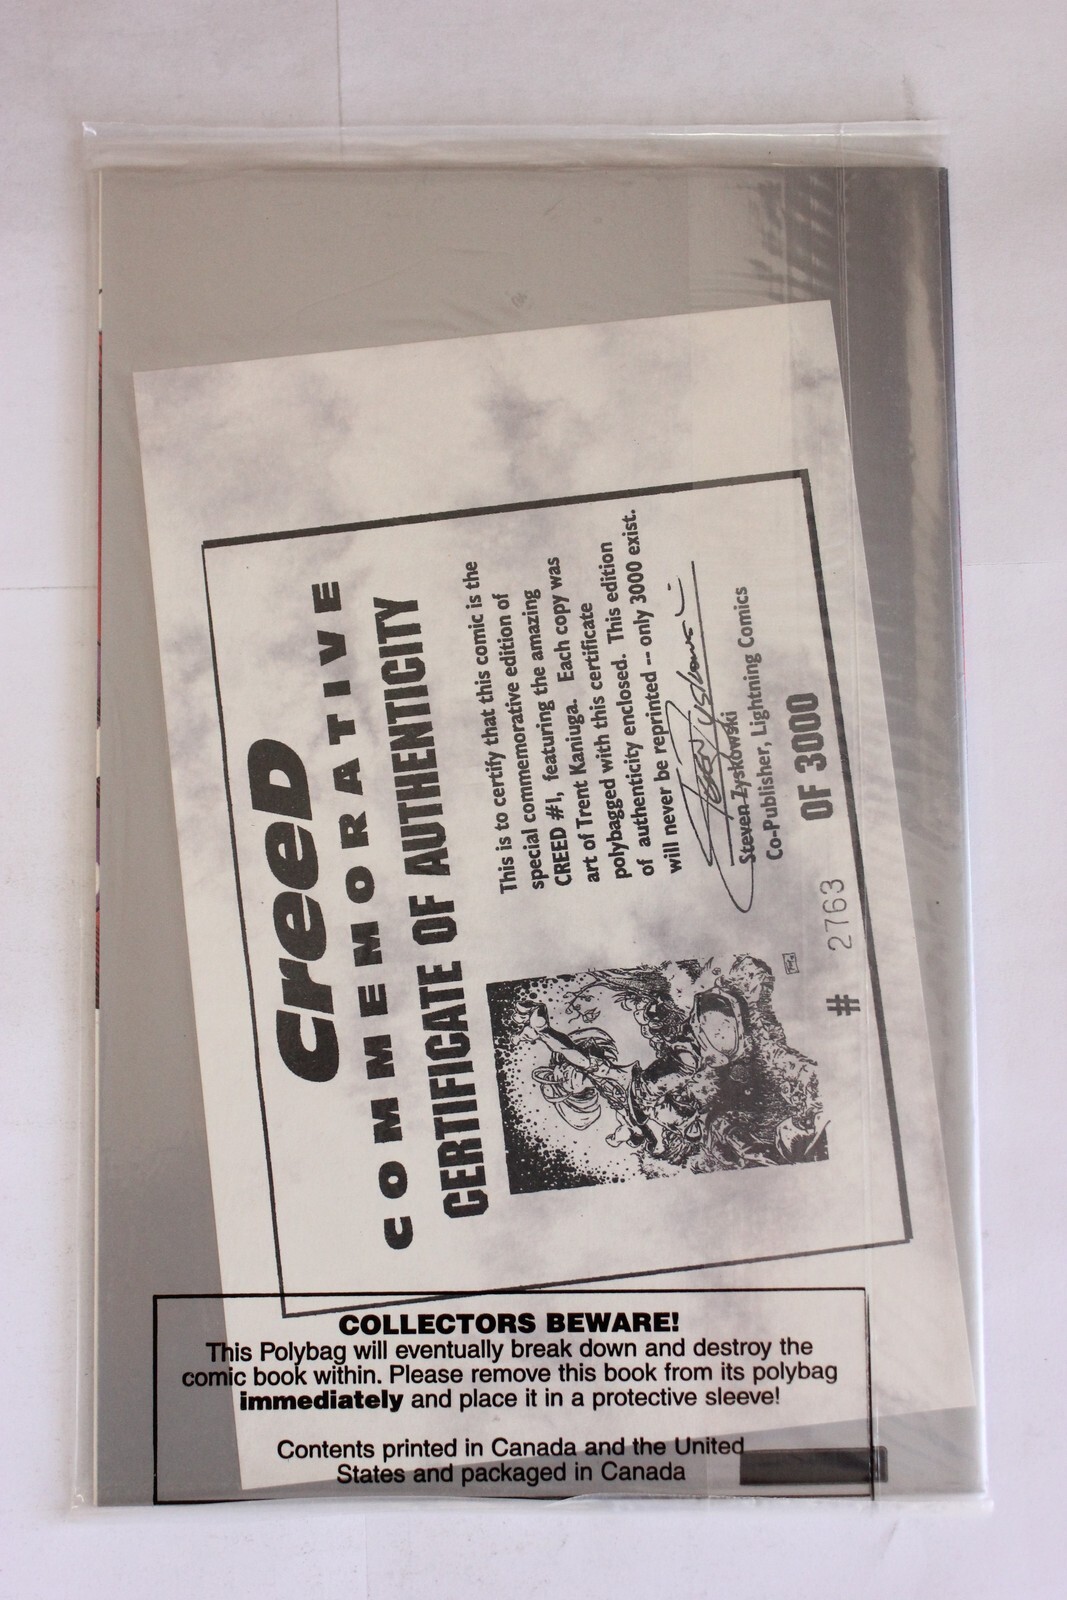 CreeD
COMMEMORATIVE
CERTIFICATE OF AUTHENTICITY
This is to certify that this comic is the
special commemorative edition of
CREED #1, featuring the amazing
art of Trent Kaniuga. Each copy was
polybagged with this certificate
of authenticity enclosed. This edition
will never be reprinted -- only 3000 exist.
Steven Zyskowski
Co-Publisher, Lightning Comics
# 2763 OF 3000
COLLECTORS BEWARE!
This Polybag will eventually break down and destroy the
comic book within. Please remove this book from its polybag
immediately and place it in a protective sleeve!
Contents printed in Canada and the United
States and packaged in Canada